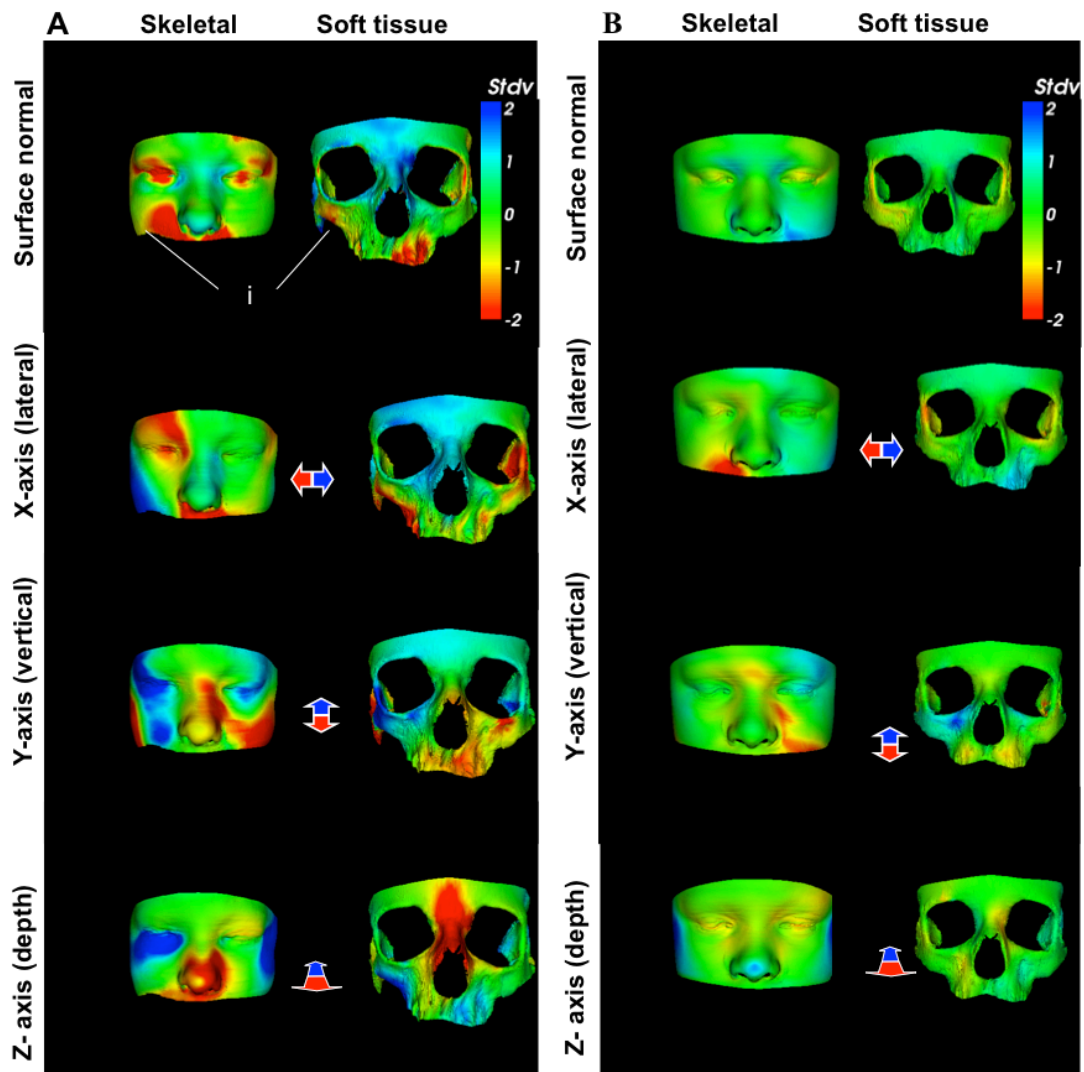 A Skeletal Soft tissue
Surface normal
Stdv
2
1
0
-1
-2
i
X-axis (lateral)
Y-axis (vertical)
Z- axis (depth)
B Skeletal Soft tissue
Surface normal
Stdv
2
1
0
-1
-2
X-axis (lateral)
Y-axis (vertical)
Z- axis (depth)